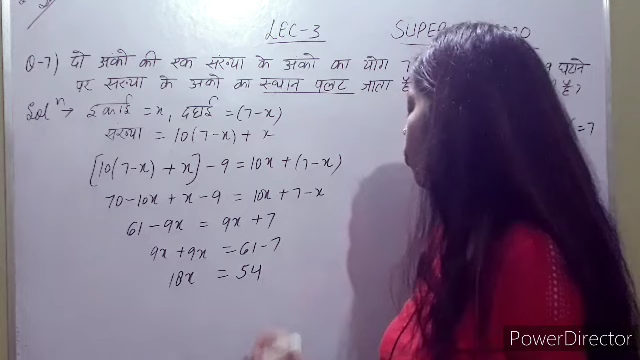 LEC-3 SUPER
Q-7) दो अंको की एक संख्या के अंको का योग 7
पर संख्या के अंको का स्थान पलट जाता है
Solⁿ → इकाई = x, दहाई = (7-x)
संख्या = 10(7-x) + x
[10(7-x) + x] - 9 = 10x + (7-x)
70 - 10x + x - 9 = 10x + 7 - x
61 - 9x = 9x + 7
9x + 9x = 61 - 7
18x = 54
PowerDirector